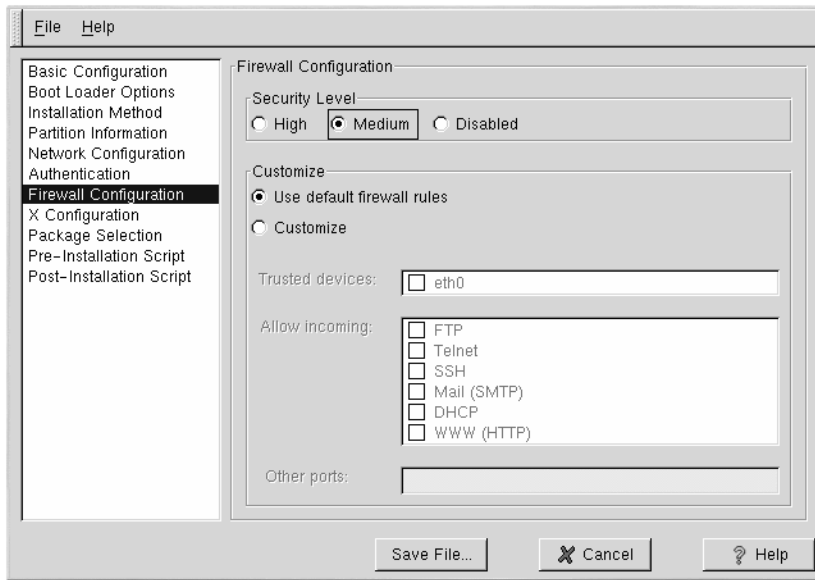 File Help
Basic Configuration
Boot Loader Options
Installation Method
Partition Information
Network Configuration
Authentication
Firewall Configuration
X Configuration
Package Selection
Pre-Installation Script
Post-Installation Script
Firewall Configuration
Security Level
High Medium Disabled
Customize
Use default firewall rules
Customize
Trusted devices: eth0
Allow incoming: FTP
Telnet
SSH
Mail (SMTP)
DHCP
WWW (HTTP)
Other ports:
Save File... Cancel Help